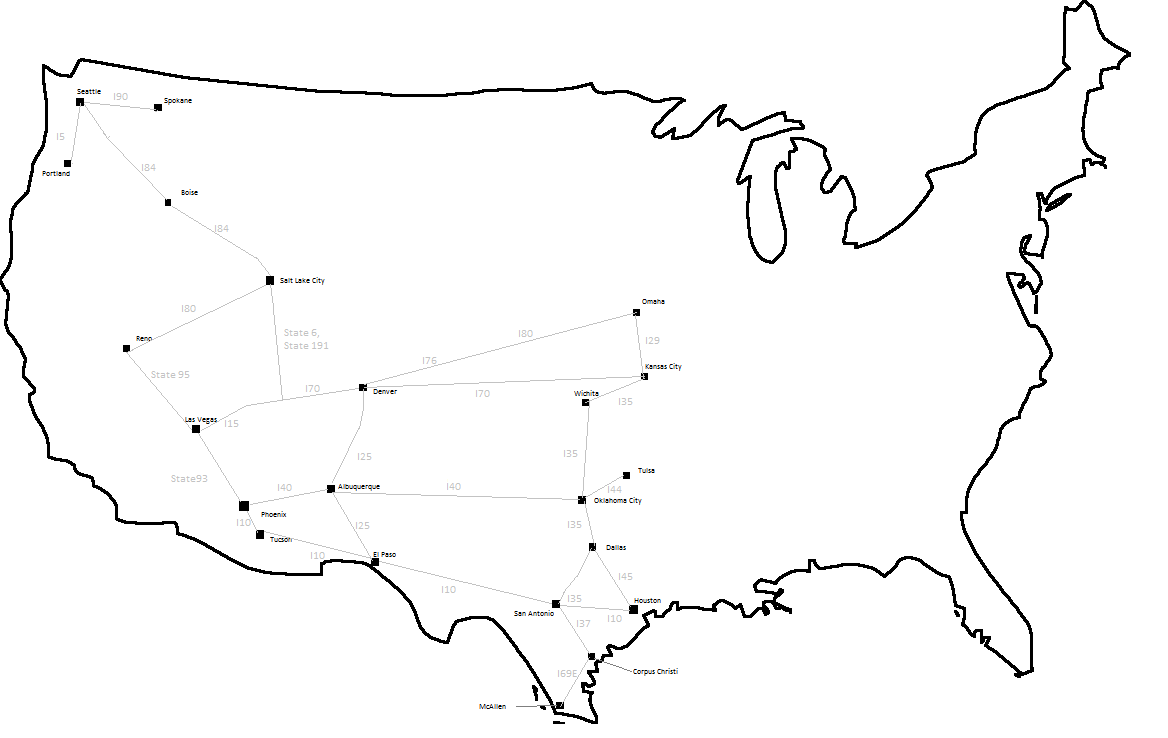 Seattle
I90
Spokane
I5
Portland
I84
Boise
I84
Salt Lake City
Omaha
I80
State 6,
State 191
I80
I29
Reno
I76
State 95
Kansas City
I70
Denver
I70
Wichita
I35
Las Vegas
I15
I25
I35
Tulsa
State93
I40
Albuquerque
I40
I44
Oklahoma City
Phoenix
I10
I25
I35
Tucson
Dallas
I10
El Paso
I45
I10
I35
Houston
San Antonio
I10
I37
I69E
Corpus Christi
McAllen